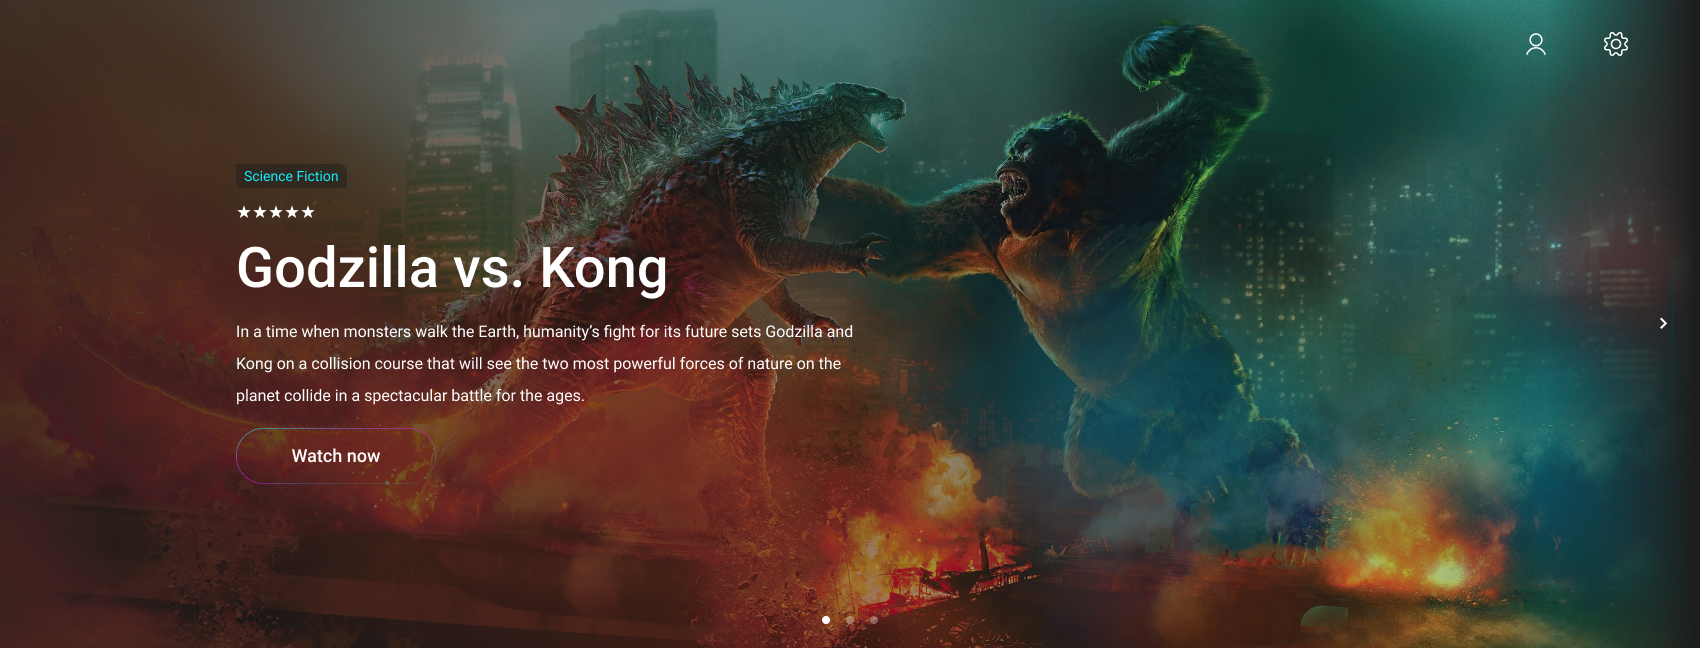 Science Fiction
Godzilla vs. Kong
In a time when monsters walk the Earth, humanity’s fight for its future sets Godzilla and
Kong on a collision course that will see the two most powerful forces of nature on the
planet collide in a spectacular battle for the ages.
Watch now